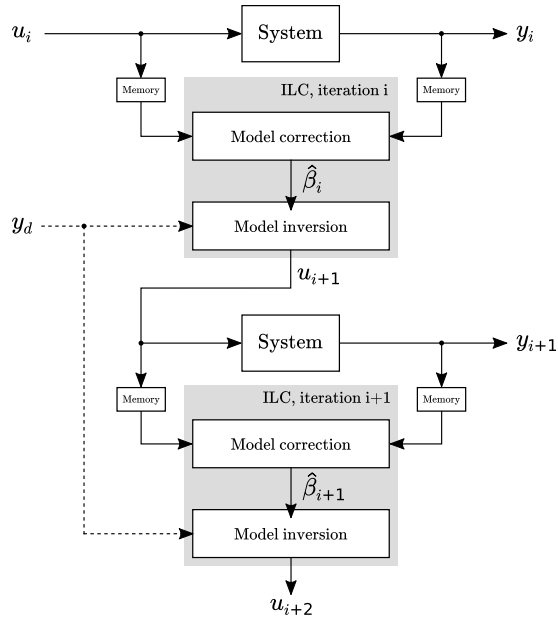 u_i System y_i
Memory Memory
ILC, iteration i
Model correction
β̂_i
y_d Model inversion
u_{i+1}
System y_{i+1}
Memory Memory
ILC, iteration i+1
Model correction
β̂_{i+1}
Model inversion
u_{i+2}